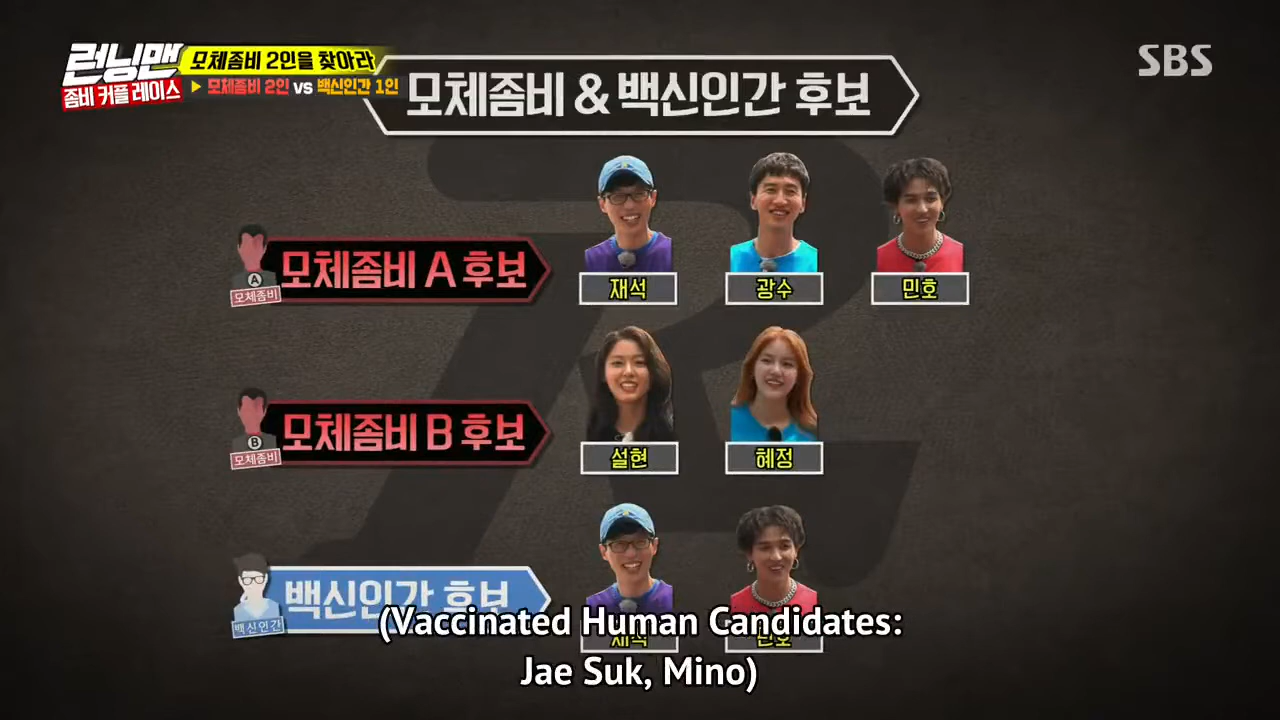 런닝맨
좀비 커플 레이스
모체좀비 2인을 찾아라
▶ 모체좀비 2인 vs 백신인간 1인
SBS
모체좀비 & 백신인간 후보
A
모체좀비
모체좀비 A 후보
재석
광수
민호
B
모체좀비
모체좀비 B 후보
설현
혜정
백신인간
백신인간 후보
재석
민호
(Vaccinated Human Candidates:
Jae Suk, Mino)